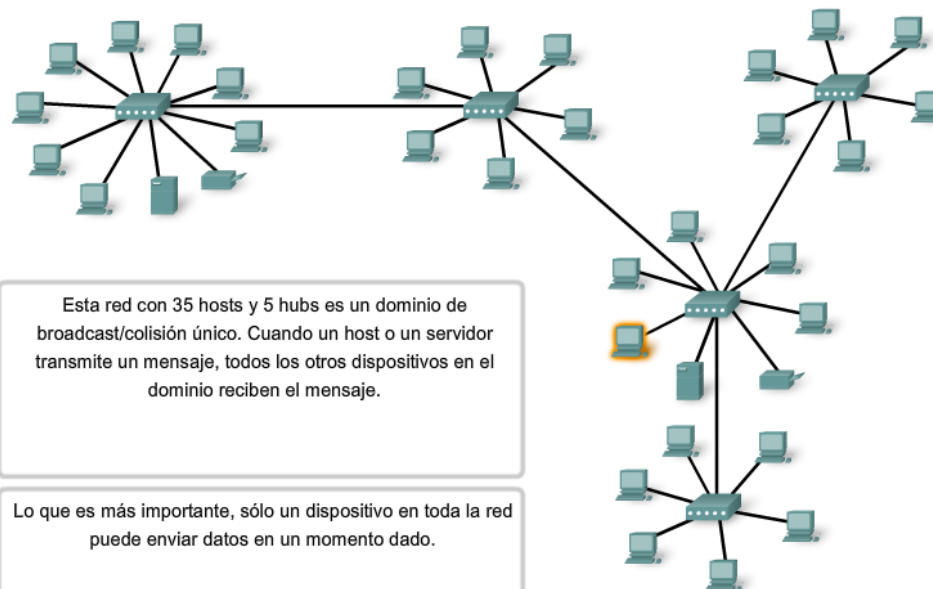 Esta red con 35 hosts y 5 hubs es un dominio de
broadcast/colisión único. Cuando un host o un servidor
transmite un mensaje, todos los otros dispositivos en el
dominio reciben el mensaje.
Lo que es más importante, sólo un dispositivo en toda la red
puede enviar datos en un momento dado.